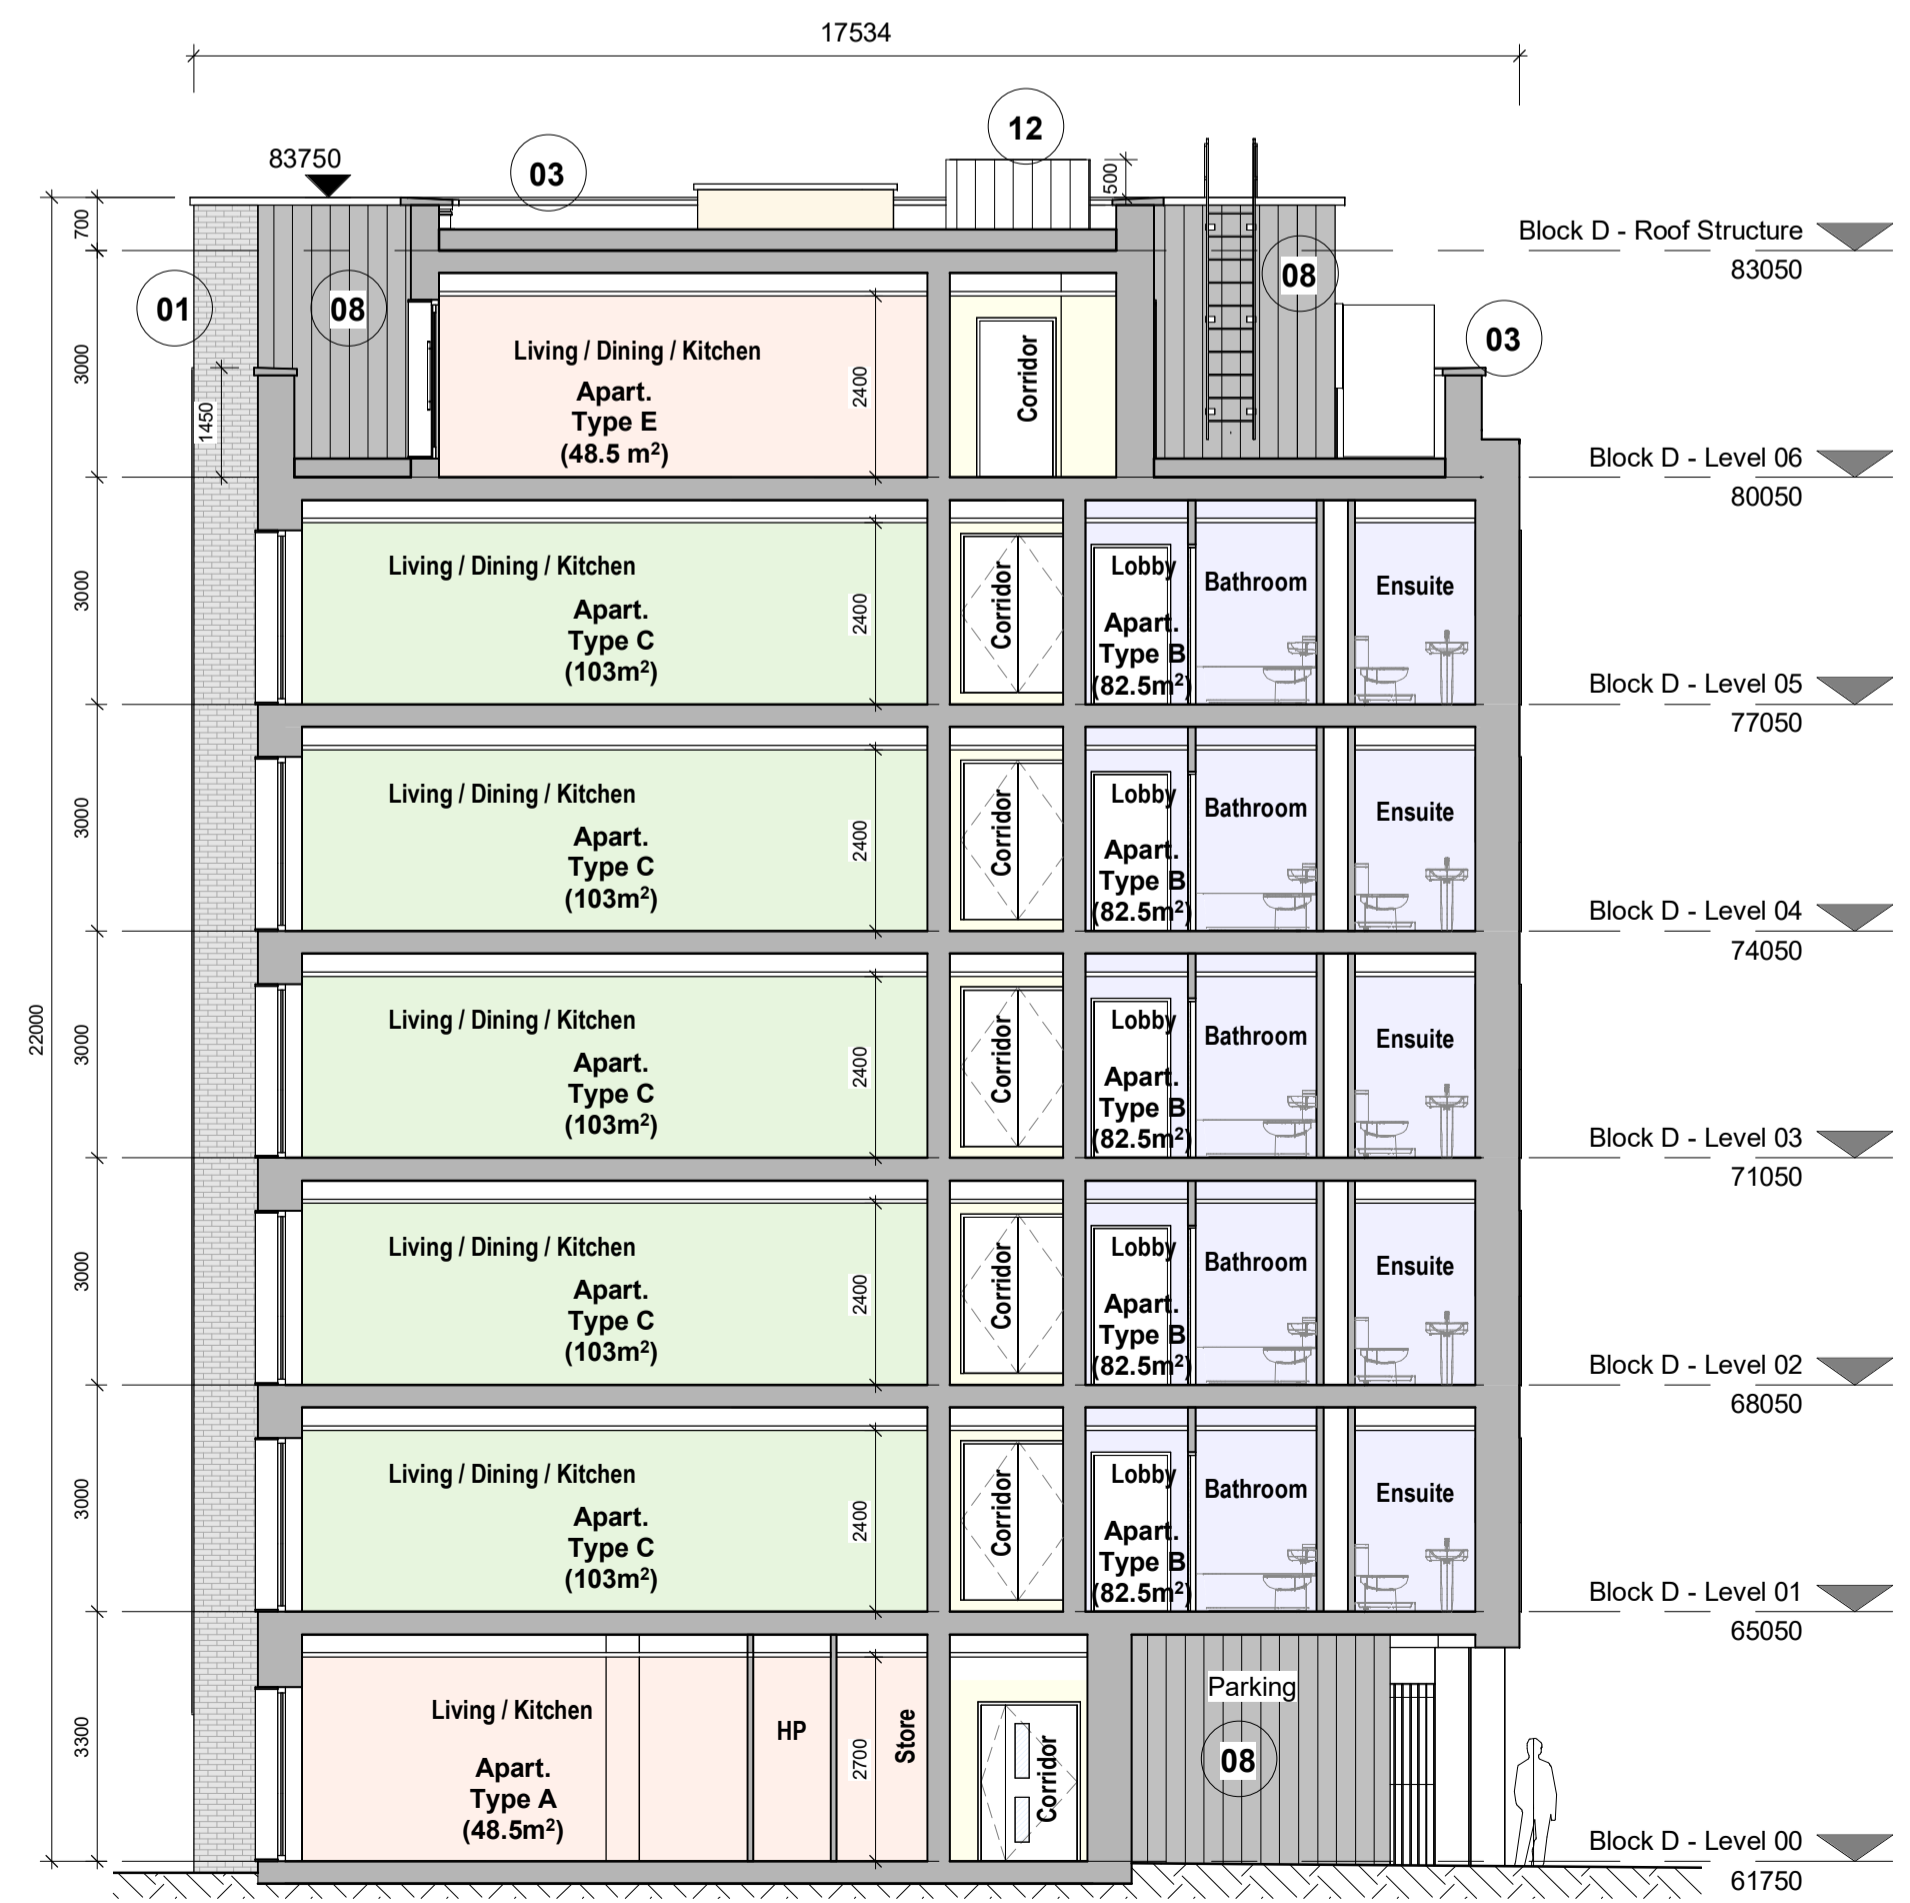 17534
12
83750
03
500
700
Block D - Roof Structure
83050
01
08
08
03
3000
Living / Dining / Kitchen
Apart.
Type E
(48.5 m²)
2400
Corridor
1450
Block D - Level 06
80050
3000
Living / Dining / Kitchen
Apart.
Type C
(103m²)
2400
Corridor
Lobby
Apart.
Type B
(82.5m²)
Bathroom
Ensuite
Block D - Level 05
77050
3000
Living / Dining / Kitchen
Apart.
Type C
(103m²)
2400
Corridor
Lobby
Apart.
Type B
(82.5m²)
Bathroom
Ensuite
Block D - Level 04
74050
22000
3000
Living / Dining / Kitchen
Apart.
Type C
(103m²)
2400
Corridor
Lobby
Apart.
Type B
(82.5m²)
Bathroom
Ensuite
Block D - Level 03
71050
3000
Living / Dining / Kitchen
Apart.
Type C
(103m²)
2400
Corridor
Lobby
Apart.
Type B
(82.5m²)
Bathroom
Ensuite
Block D - Level 02
68050
3000
Living / Dining / Kitchen
Apart.
Type C
(103m²)
2400
Corridor
Lobby
Apart.
Type B
(82.5m²)
Bathroom
Ensuite
Block D - Level 01
65050
3300
Living / Kitchen
Apart.
Type A
(48.5m²)
HP
2700
Store
Corridor
Parking
08
Block D - Level 00
61750